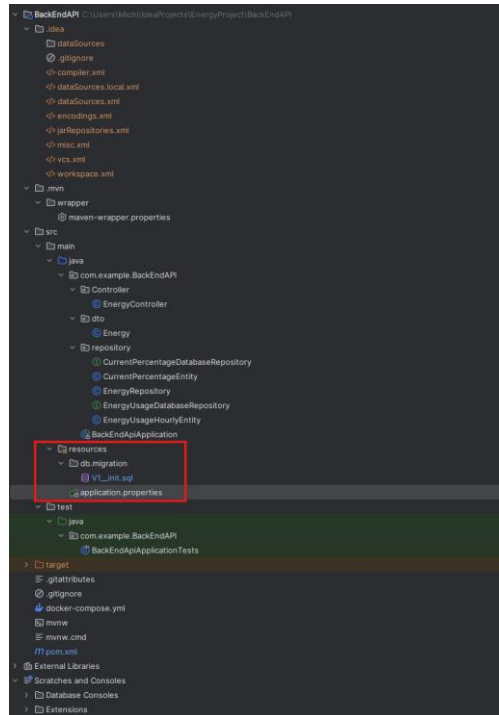 BackEndAPI C:\Users\Michi\IdeaProjects\EnergyProject\BackEndAPI
.idea
dataSources
.gitignore
compiler.xml
dataSources.local.xml
dataSources.xml
encodings.xml
jarRepositories.xml
misc.xml
vcs.xml
workspace.xml
.mvn
wrapper
maven-wrapper.properties
src
main
java
com.example.BackEndAPI
Controller
EnergyController
dto
Energy
repository
CurrentPercentageDatabaseRepository
CurrentPercentageEntity
EnergyRepository
EnergyUsageDatabaseRepository
EnergyUsageHourlyEntity
BackEndApiApplication
resources
db.migration
V1__init.sql
application.properties
test
java
com.example.BackEndAPI
BackEndApiApplicationTests
target
.gitattributes
.gitignore
docker-compose.yml
mvnw
mvnw.cmd
pom.xml
External Libraries
Scratches and Consoles
Database Consoles
Extensions